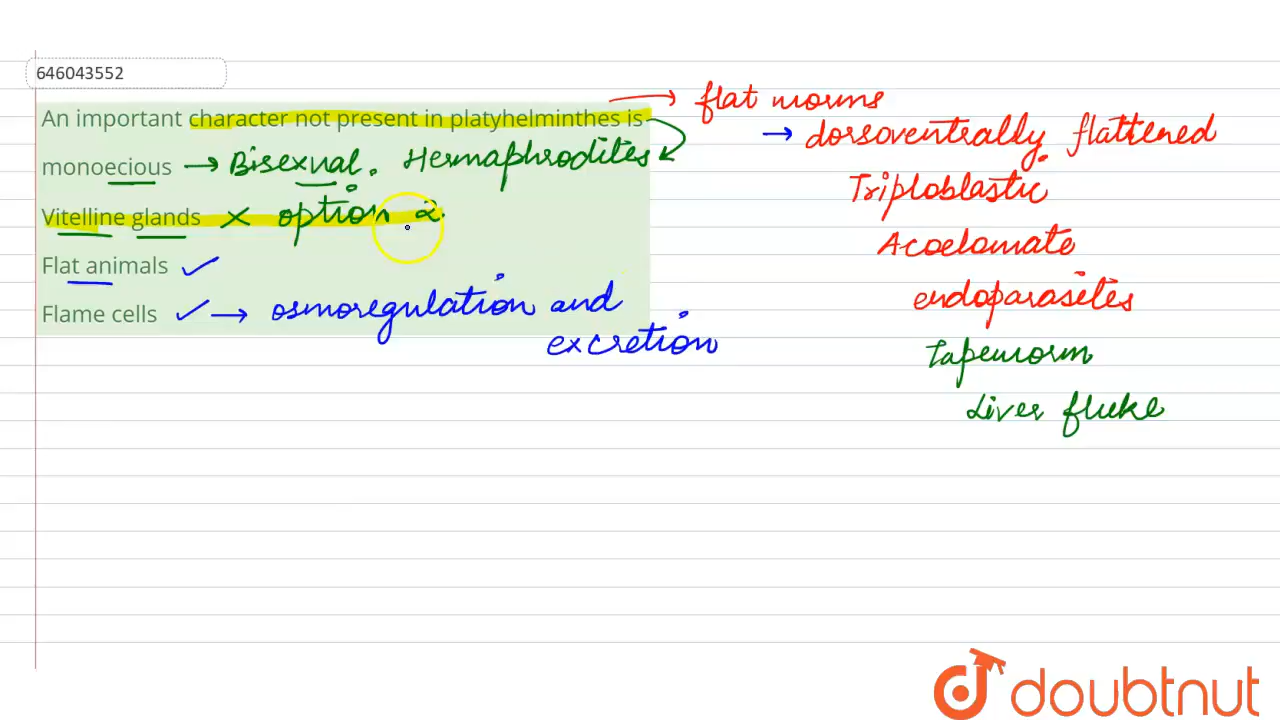 646043552
An important character not present in platyhelminthes is → flat worms
→ dorsoventrally flattened
monoecious → Bisexual. Hermaphrodites
Triploblastic
Vitelline glands × option 2.
Acoelomate
Flat animals ✓
endoparasites
Flame cells ✓ → osmoregulation and
excretion
Tapeworm
Liver fluke
doubtnut